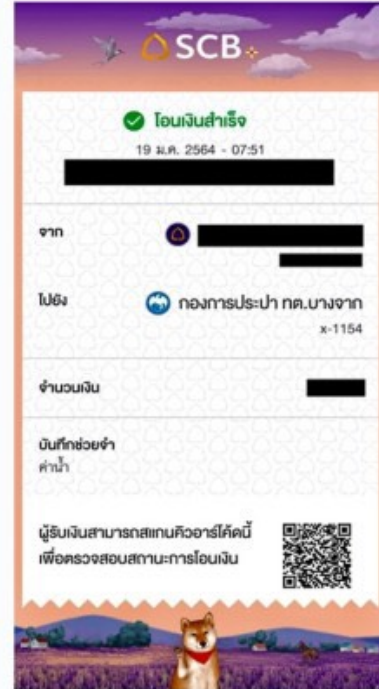 SCB
โอนเงินสำเร็จ
19 ม.ค. 2564 - 07:51
จาก
ไปยัง
กองการประปา ทต.บางจาก
x-1154
จำนวนเงิน
บันทึกช่วยจำ
ค่าน้ำ
ผู้รับเงินสามารถสแกนคิวอาร์โค้ดนี้
เพื่อตรวจสอบสถานะการโอนเงิน